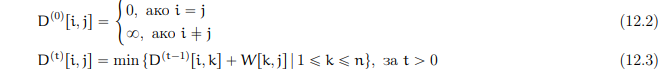 D⁽⁰⁾[i, j] = { 0, ако i = j
∞, ако i ≠ j (12.2)
D⁽ᵗ⁾[i, j] = min {D⁽ᵗ⁻¹⁾[i, k] + W[k, j] | 1 ⩽ k ⩽ n}, за t > 0 (12.3)